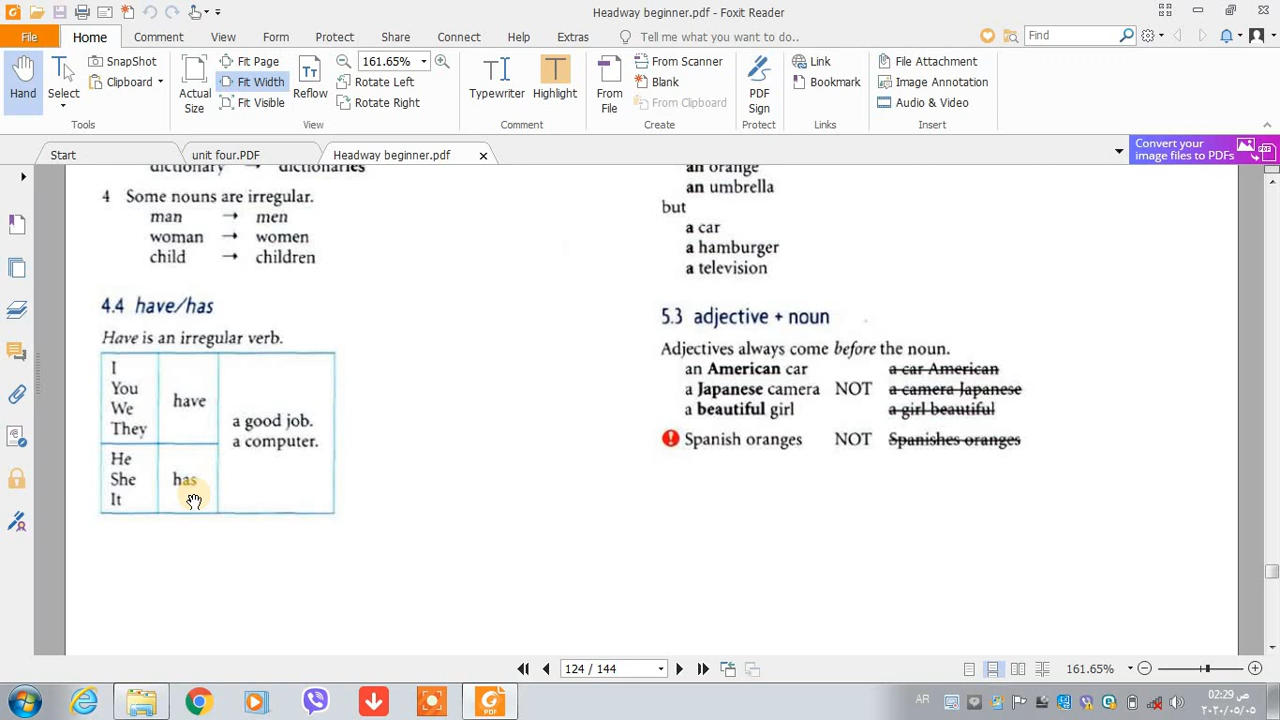 Headway beginner.pdf - Foxit Reader
File
Home
Comment
View
Form
Protect
Share
Connect
Help
Extras
Tell me what you want to do..
Find
Hand
Select
SnapShot
Clipboard
Tools
Actual Size
Fit Page
Fit Width
Fit Visible
Reflow
161.65%
Rotate Left
Rotate Right
View
Typewriter
Highlight
Comment
From File
From Scanner
Blank
From Clipboard
Create
PDF Sign
Protect
Link
Bookmark
Links
File Attachment
Image Annotation
Audio & Video
Insert
Start
unit four.PDF
Headway beginner.pdf
Convert your
image files to PDFs
dictionary → dictionaries
4 Some nouns are irregular.
man → men
woman → women
child → children
4.4 have/has
Have is an irregular verb.
I
You
We
They
have
He
She
It
has
a good job.
a computer.
an orange
an umbrella
but
a car
a hamburger
a television
5.3 adjective + noun
Adjectives always come before the noun.
an American car a car American
a Japanese camera NOT a camera Japanese
a beautiful girl a girl beautiful
! Spanish oranges NOT Spanishes oranges
124 / 144
161.65%
PDF
AR
02:29 ص
٢٠٢٠/٠٥/٠٥